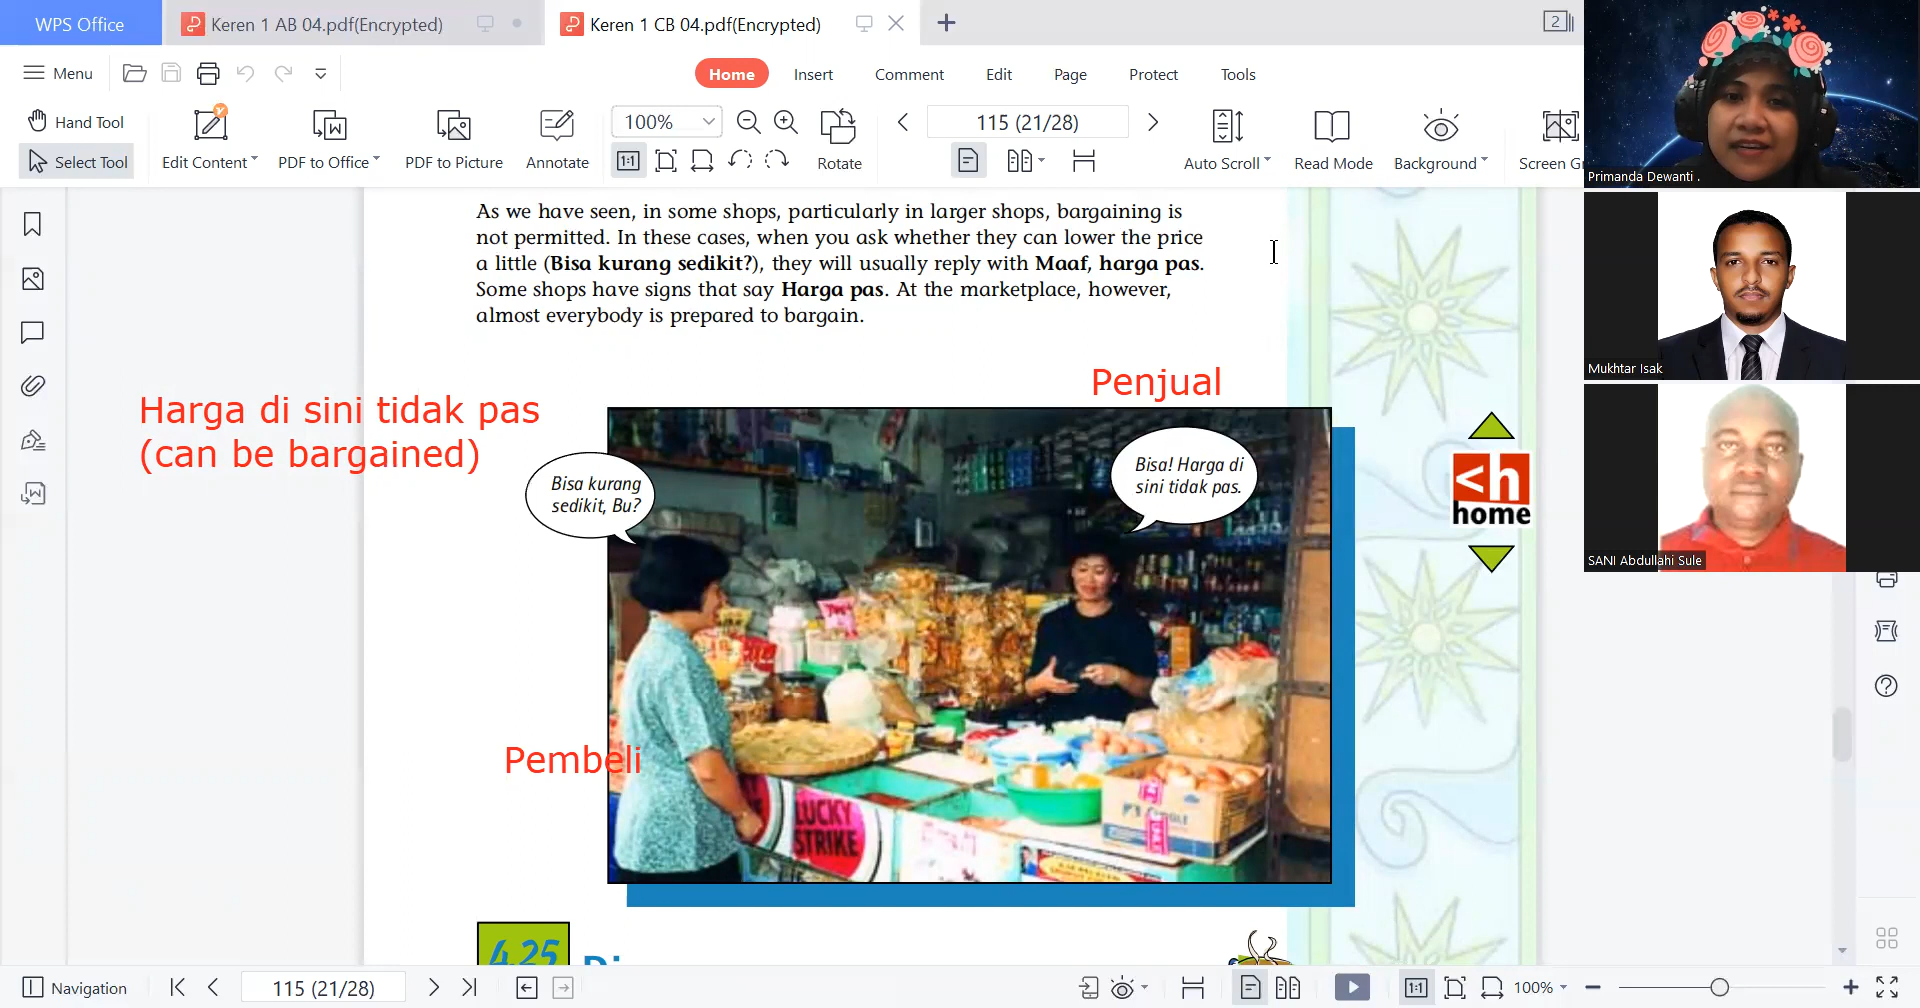 WPS Office
Keren 1 AB 04.pdf(Encrypted)
Keren 1 CB 04.pdf(Encrypted)
2
Menu
Home
Insert
Comment
Edit
Page
Protect
Tools
Hand Tool
Select Tool
Edit Content
PDF to Office
PDF to Picture
Annotate
100%
1:1
Rotate
115 (21/28)
Auto Scroll
Read Mode
Background
Screen Gr
Primanda Dewanti .
Mukhtar Isak
SANI Abdullahi Sule
As we have seen, in some shops, particularly in larger shops, bargaining is
not permitted. In these cases, when you ask whether they can lower the price
a little (Bisa kurang sedikit?), they will usually reply with Maaf, harga pas.
Some shops have signs that say Harga pas. At the marketplace, however,
almost everybody is prepared to bargain.
Penjual
Harga di sini tidak pas
(can be bargained)
Bisa kurang
sedikit, Bu?
Bisa! Harga di
sini tidak pas.
<h
home
Pembeli
LUCKY
STRIKE
4.25
Navigation
115 (21/28)
1:1
100%